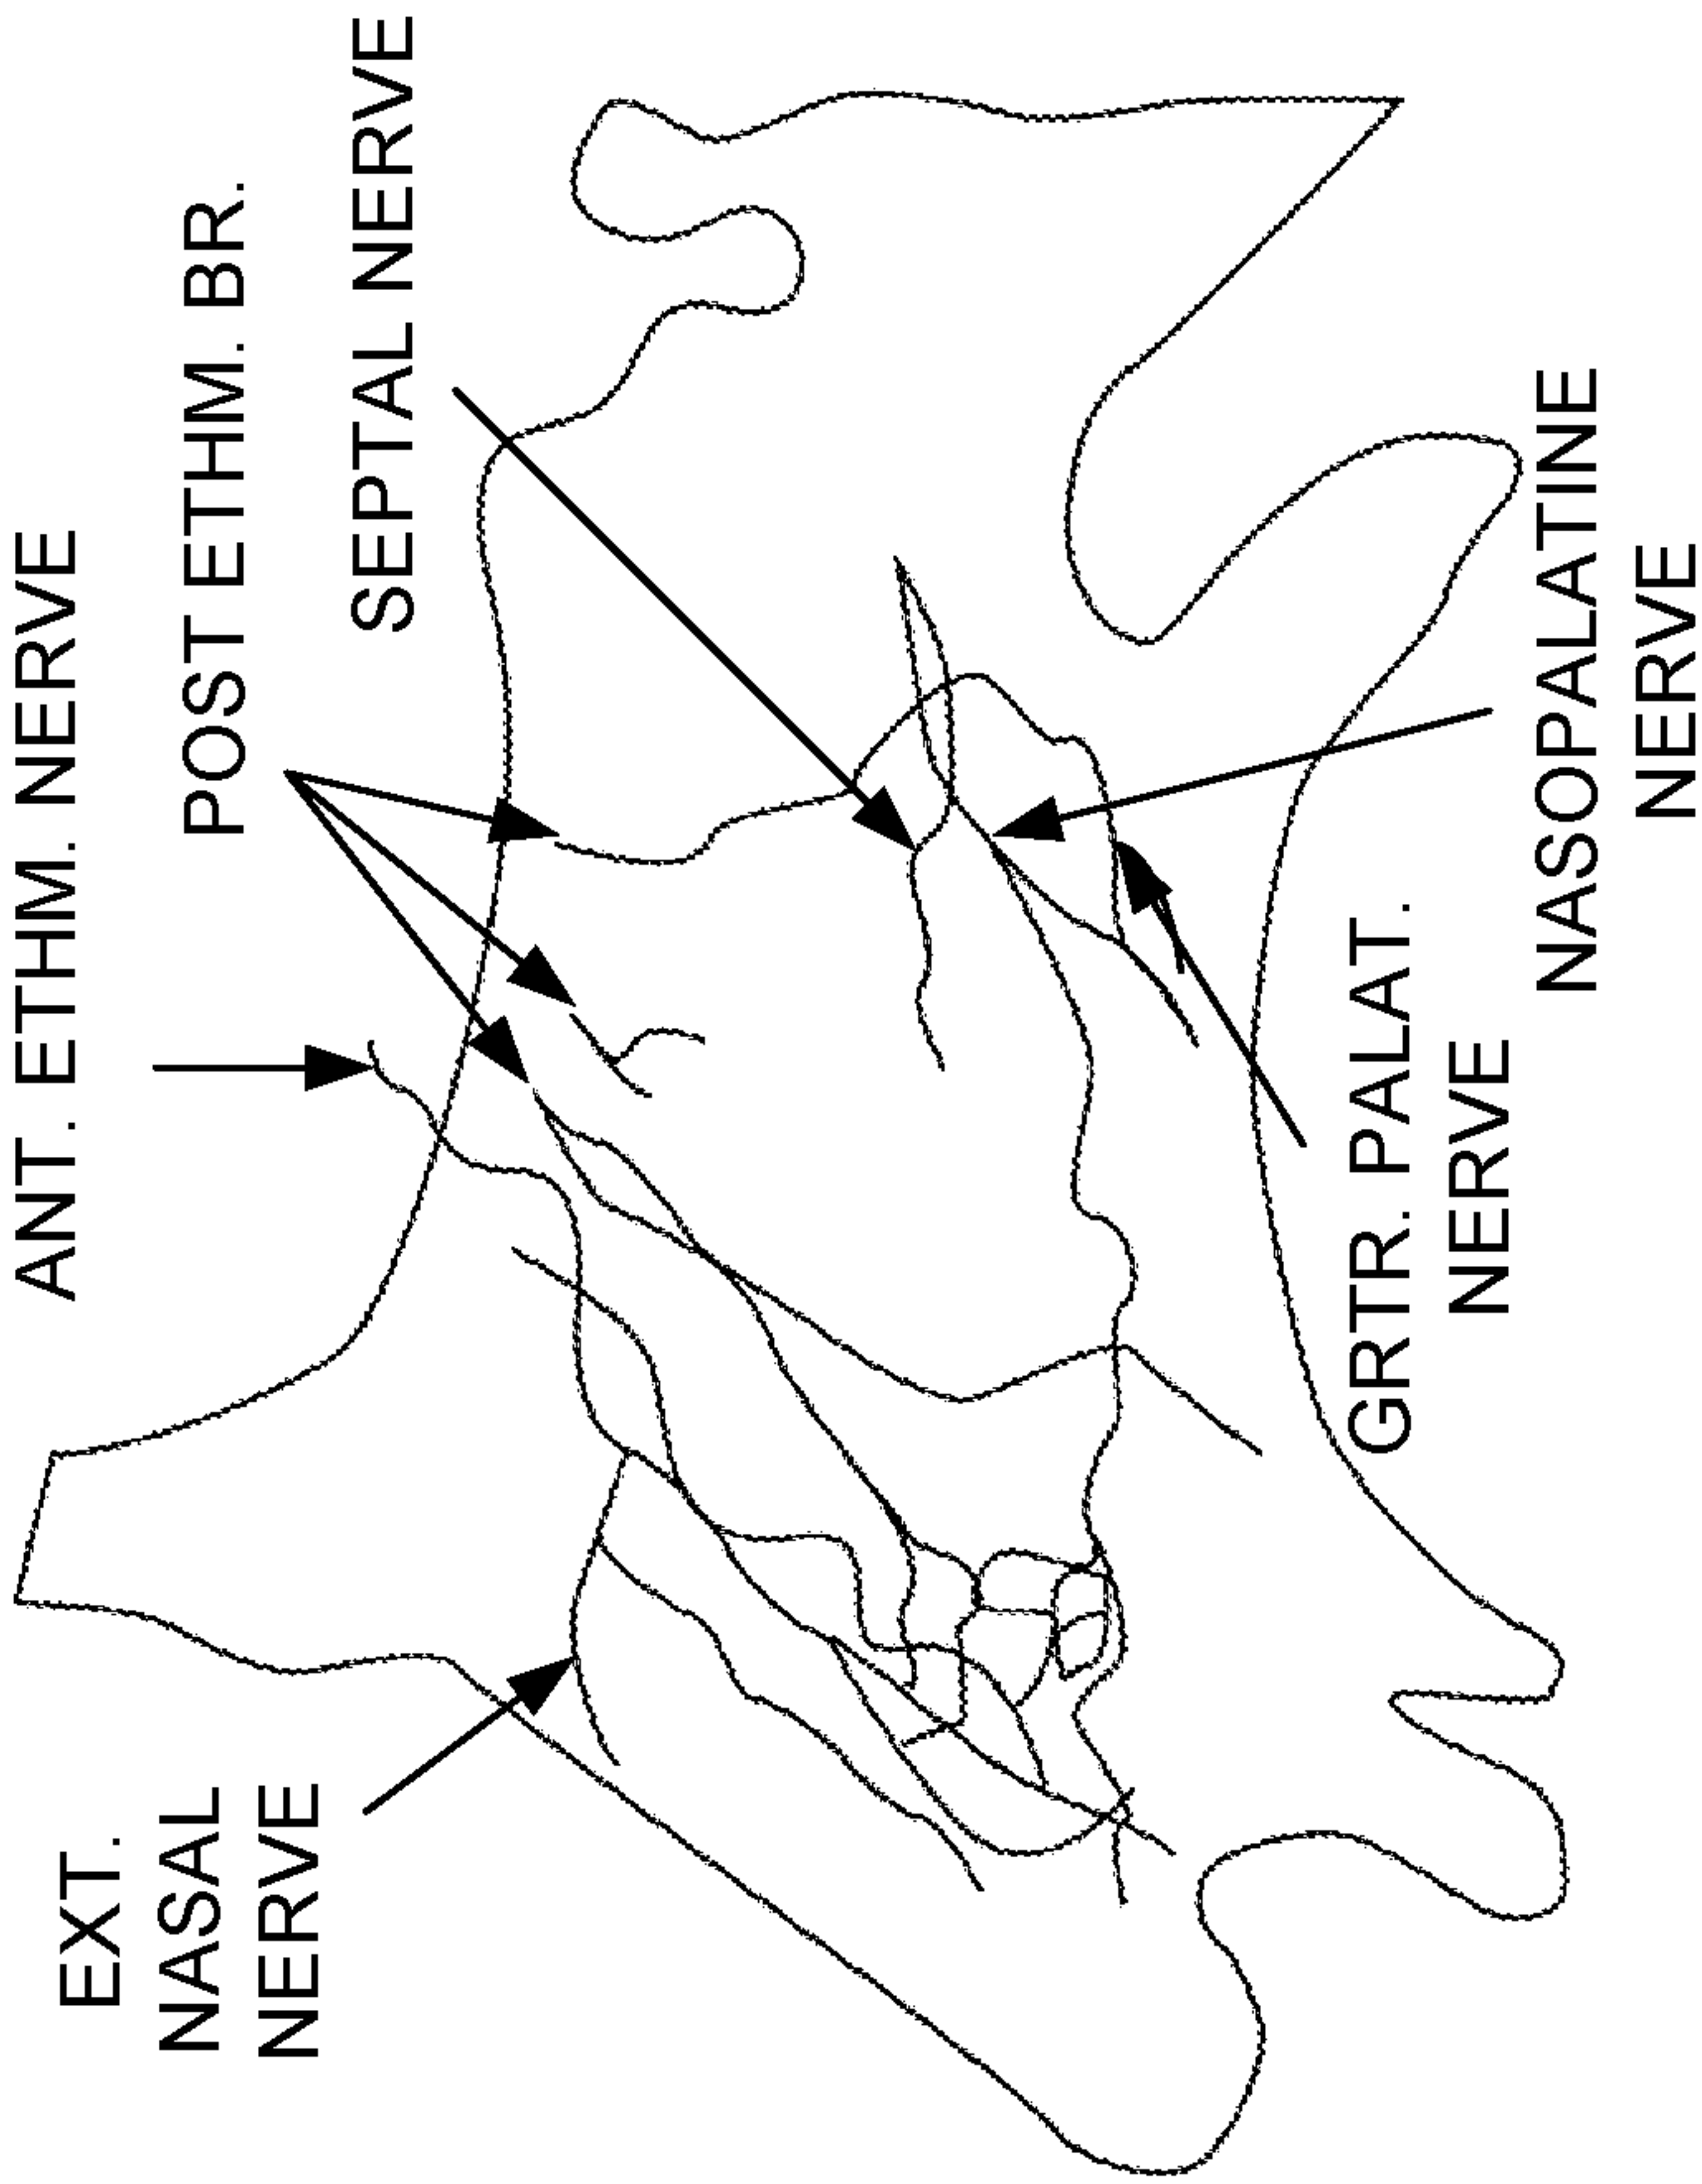 ANT. ETHM. NERVE
POST ETHM. BR.
SEPTAL NERVE
EXT.
NASAL
NERVE
GRTR. PALAT.
NERVE
NASOPALATINE
NERVE